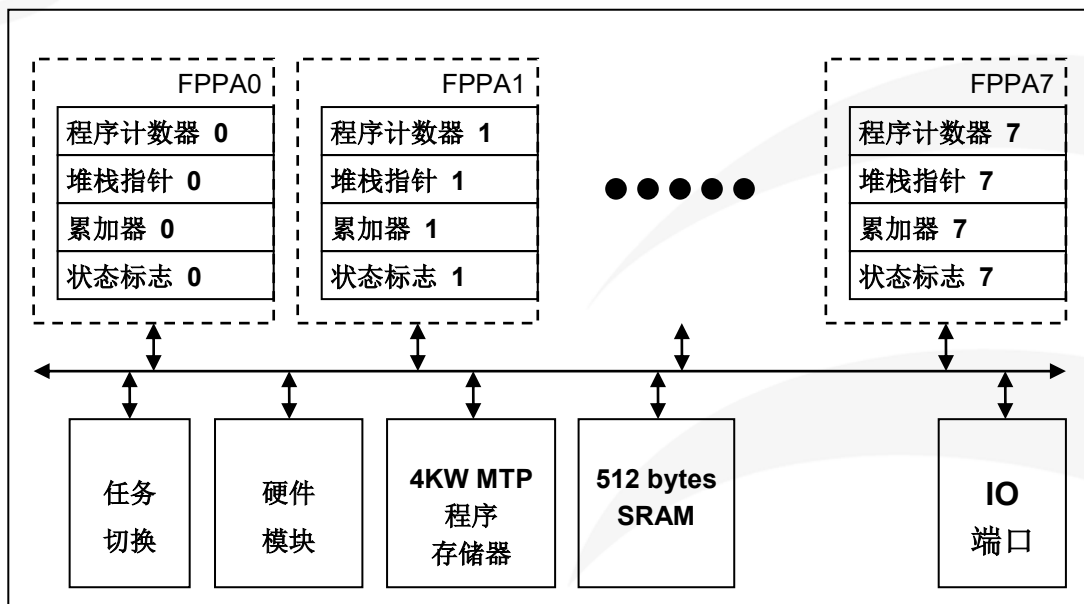 FPPA0
程序计数器 0
堆栈指针 0
累加器 0
状态标志 0
FPPA1
程序计数器 1
堆栈指针 1
累加器 1
状态标志 1
FPPA7
程序计数器 7
堆栈指针 7
累加器 7
状态标志 7
任务
切换
硬件
模块
4KW MTP
程序
存储器
512 bytes
SRAM
IO
端口